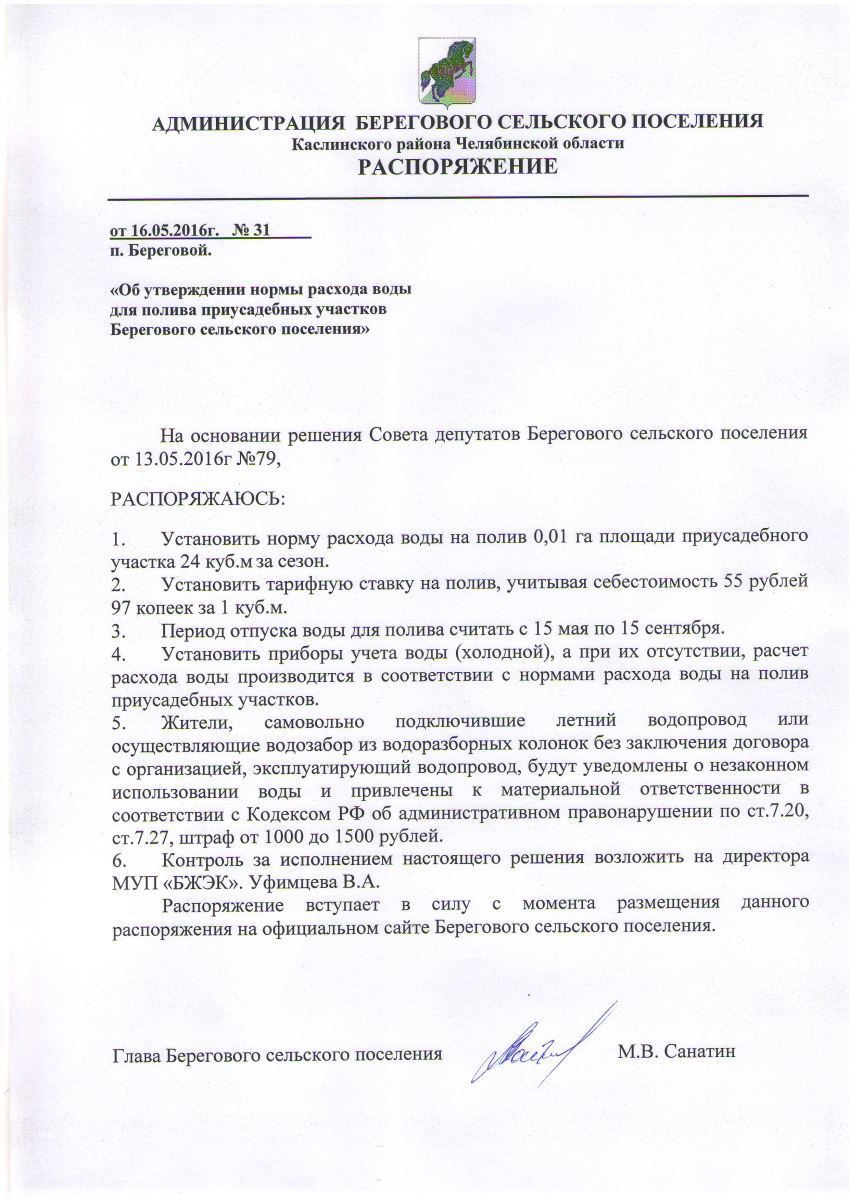 АДМИНИСТРАЦИЯ БЕРЕГОВОГО СЕЛЬСКОГО ПОСЕЛЕНИЯ
Каслинского района Челябинской области
РАСПОРЯЖЕНИЕ
от 16.05.2016г. № 31
п. Береговой.
«Об утверждении нормы расхода воды
для полива приусадебных участков
Берегового сельского поселения»
На основании решения Совета депутатов Берегового сельского поселения
от 13.05.2016г №79,
РАСПОРЯЖАЮСЬ:
1. Установить норму расхода воды на полив 0,01 га площади приусадебного
участка 24 куб.м за сезон.
2. Установить тарифную ставку на полив, учитывая себестоимость 55 рублей
97 копеек за 1 куб.м.
3. Период отпуска воды для полива считать с 15 мая по 15 сентября.
4. Установить приборы учета воды (холодной), а при их отсутствии, расчет
расхода воды производится в соответствии с нормами расхода воды на полив
приусадебных участков.
5. Жители, самовольно подключившие летний водопровод или
осуществляющие водозабор из водоразборных колонок без заключения договора
с организацией, эксплуатирующий водопровод, будут уведомлены о незаконном
использовании воды и привлечены к материальной ответственности в
соответствии с Кодексом РФ об административном правонарушении по ст.7.20,
ст.7.27, штраф от 1000 до 1500 рублей.
6. Контроль за исполнением настоящего решения возложить на директора
МУП «БЖЭК». Уфимцева В.А.
Распоряжение вступает в силу с момента размещения данного
распоряжения на официальном сайте Берегового сельского поселения.
Глава Берегового сельского поселения М.В. Санатин